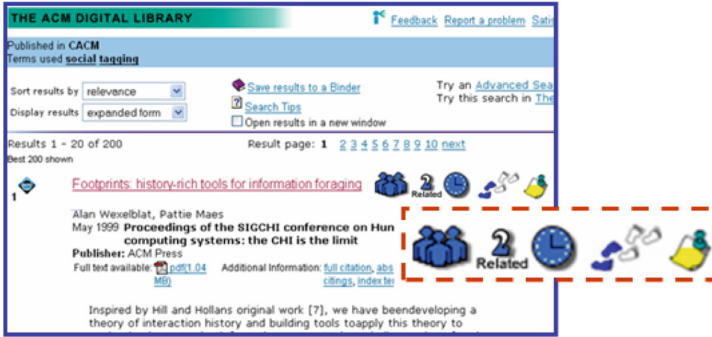 THE ACM DIGITAL LIBRARY
Feedback Report a problem Satis
Published in CACM
Terms used social tagging
Sort results by relevance
Display results expanded form
Save results to a Binder
Search Tips
Open results in a new window
Try an Advanced Sea
Try this search in The
Results 1 - 20 of 200
Best 200 shown
Result page: 1 2 3 4 5 6 7 8 9 10 next
1
Footprints: history-rich tools for information foraging
2 Related
Alan Wexelblat, Pattie Maes
May 1999 Proceedings of the SIGCHI conference on Hun
computing systems: the CHI is the limit
Publisher: ACM Press
Full text available: pdf(1.04
MB)
Additional Information: full citation, abs
citings, index te
2
Related
Inspired by Hill and Hollans original work [7], we have beendeveloping a
theory of interaction history and building tools toapply this theory to